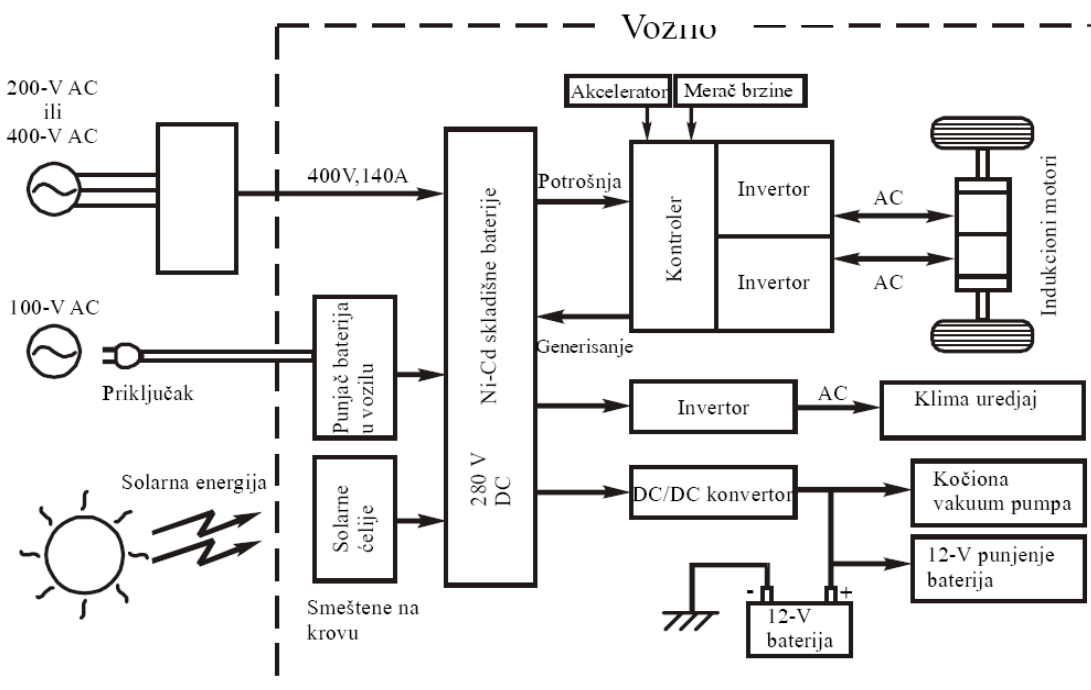 200-V AC
ili
400-V AC
400V,140A
100-V AC
Priključak
Solarna energija
Punjač baterija
u vozilu
Solarne
ćelije
Smeštene na
krovu
Ni-Cd skladišne baterije
280 V
DC
Akcelerator
Merač brzine
Potrošnja
Generisanje
Kontroler
Invertor
Invertor
AC
AC
Indukcioni motori
Invertor
AC
Klima uredjaj
DC/DC konvertor
Kočiona
vakuum pumpa
12-V punjenje
baterija
- +
12-V
baterija